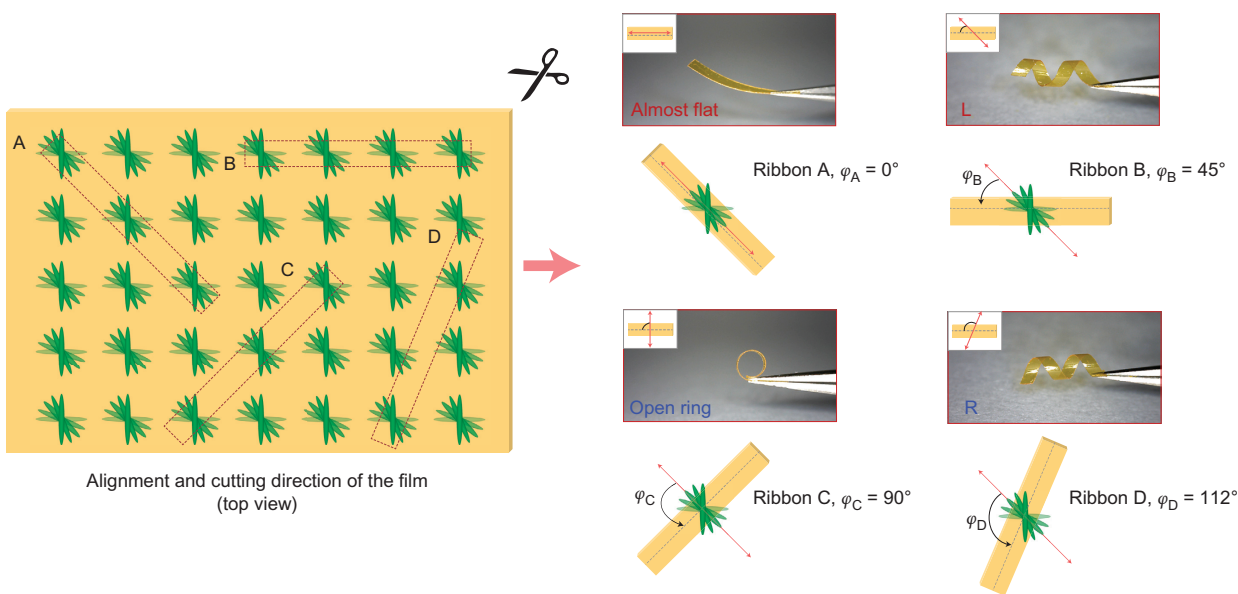 A
B
C
D
Alignment and cutting direction of the film
(top view)
Almost flat
L
Ribbon A, φA = 0°
φB
Ribbon B, φB = 45°
Open ring
R
φC
Ribbon C, φC = 90°
φD
Ribbon D, φD = 112°